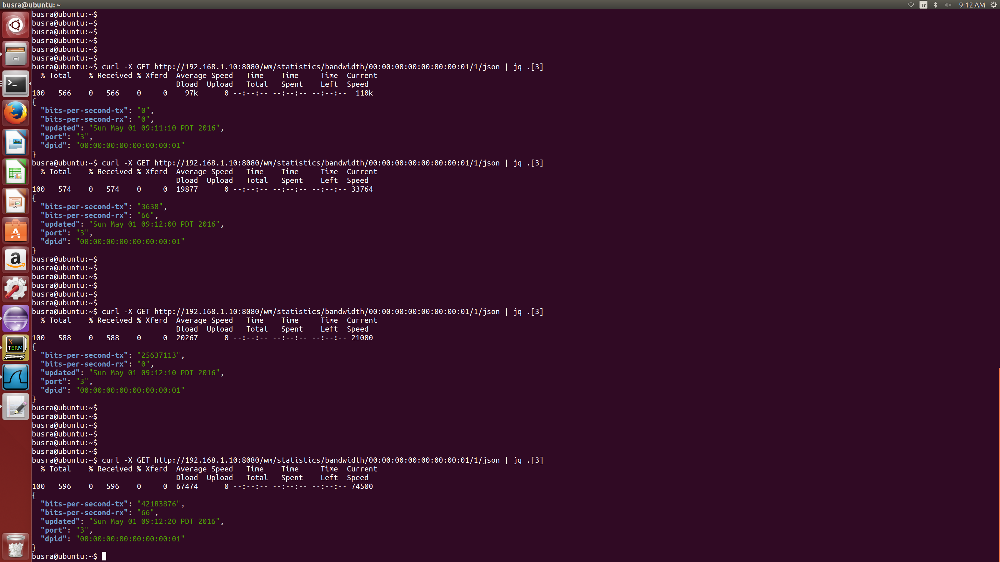 busra@ubuntu: ~
Tr
9:12 AM
busra@ubuntu:~$
busra@ubuntu:~$
busra@ubuntu:~$
busra@ubuntu:~$
busra@ubuntu:~$
busra@ubuntu:~$
busra@ubuntu:~$ curl -X GET http://192.168.1.10:8080/wm/statistics/bandwidth/00:00:00:00:00:00:00:01/1/json | jq .[3]
  % Total    % Received % Xferd  Average Speed   Time    Time     Time  Current
                                 Dload  Upload   Total   Spent    Left  Speed
100   566    0   566    0     0    97k      0 --:--:-- --:--:-- --:--:--  110k
{
  "bits-per-second-tx": "0",
  "bits-per-second-rx": "0",
  "updated": "Sun May 01 09:11:10 PDT 2016",
  "port": "3",
  "dpid": "00:00:00:00:00:00:00:01"
}
busra@ubuntu:~$ curl -X GET http://192.168.1.10:8080/wm/statistics/bandwidth/00:00:00:00:00:00:00:01/1/json | jq .[3]
  % Total    % Received % Xferd  Average Speed   Time    Time     Time  Current
                                 Dload  Upload   Total   Spent    Left  Speed
100   574    0   574    0     0  19877      0 --:--:-- --:--:-- --:--:-- 33764
{
  "bits-per-second-tx": "3638",
  "bits-per-second-rx": "66",
  "updated": "Sun May 01 09:12:00 PDT 2016",
  "port": "3",
  "dpid": "00:00:00:00:00:00:00:01"
}
busra@ubuntu:~$
busra@ubuntu:~$
busra@ubuntu:~$
busra@ubuntu:~$
busra@ubuntu:~$
busra@ubuntu:~$
busra@ubuntu:~$ curl -X GET http://192.168.1.10:8080/wm/statistics/bandwidth/00:00:00:00:00:00:00:01/1/json | jq .[3]
  % Total    % Received % Xferd  Average Speed   Time    Time     Time  Current
                                 Dload  Upload   Total   Spent    Left  Speed
100   588    0   588    0     0  20267      0 --:--:-- --:--:-- --:--:-- 21000
{
  "bits-per-second-tx": "25637113",
  "bits-per-second-rx": "0",
  "updated": "Sun May 01 09:12:10 PDT 2016",
  "port": "3",
  "dpid": "00:00:00:00:00:00:00:01"
}
busra@ubuntu:~$
busra@ubuntu:~$
busra@ubuntu:~$
busra@ubuntu:~$
busra@ubuntu:~$
busra@ubuntu:~$
busra@ubuntu:~$ curl -X GET http://192.168.1.10:8080/wm/statistics/bandwidth/00:00:00:00:00:00:00:01/1/json | jq .[3]
  % Total    % Received % Xferd  Average Speed   Time    Time     Time  Current
                                 Dload  Upload   Total   Spent    Left  Speed
100   596    0   596    0     0  67474      0 --:--:-- --:--:-- --:--:-- 74500
{
  "bits-per-second-tx": "42183876",
  "bits-per-second-rx": "66",
  "updated": "Sun May 01 09:12:20 PDT 2016",
  "port": "3",
  "dpid": "00:00:00:00:00:00:00:01"
}
busra@ubuntu:~$
>_
A
a
X
TERM